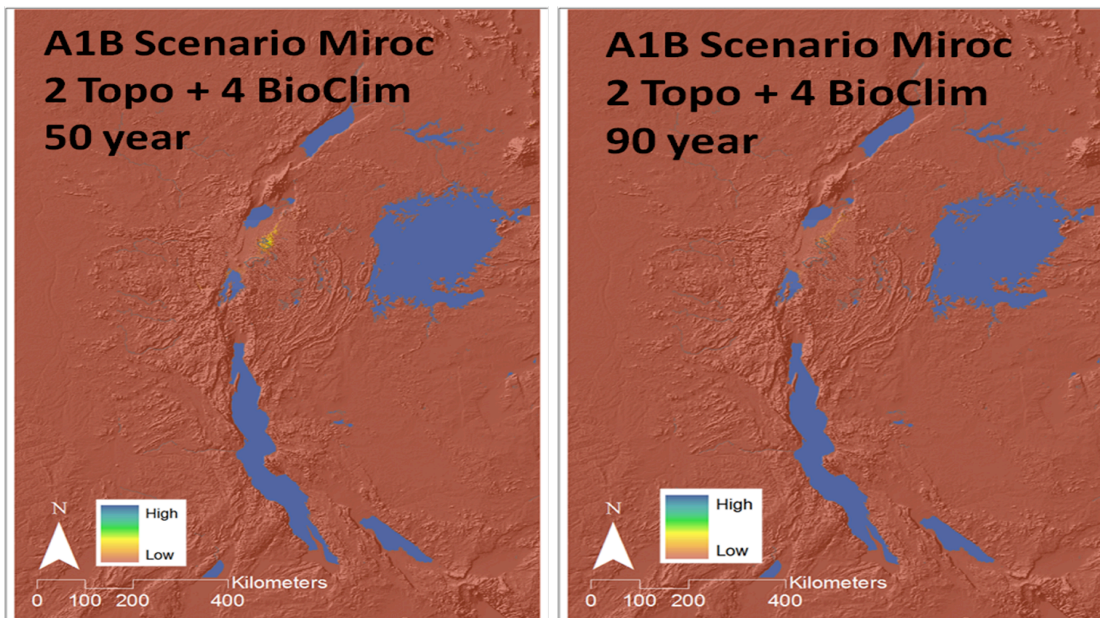 A1B Scenario Miroc
2 Topo + 4 BioClim
50 year
N
High
Low
Kilometers
0 100 200 400
A1B Scenario Miroc
2 Topo + 4 BioClim
90 year
N
High
Low
Kilometers
0 100 200 400